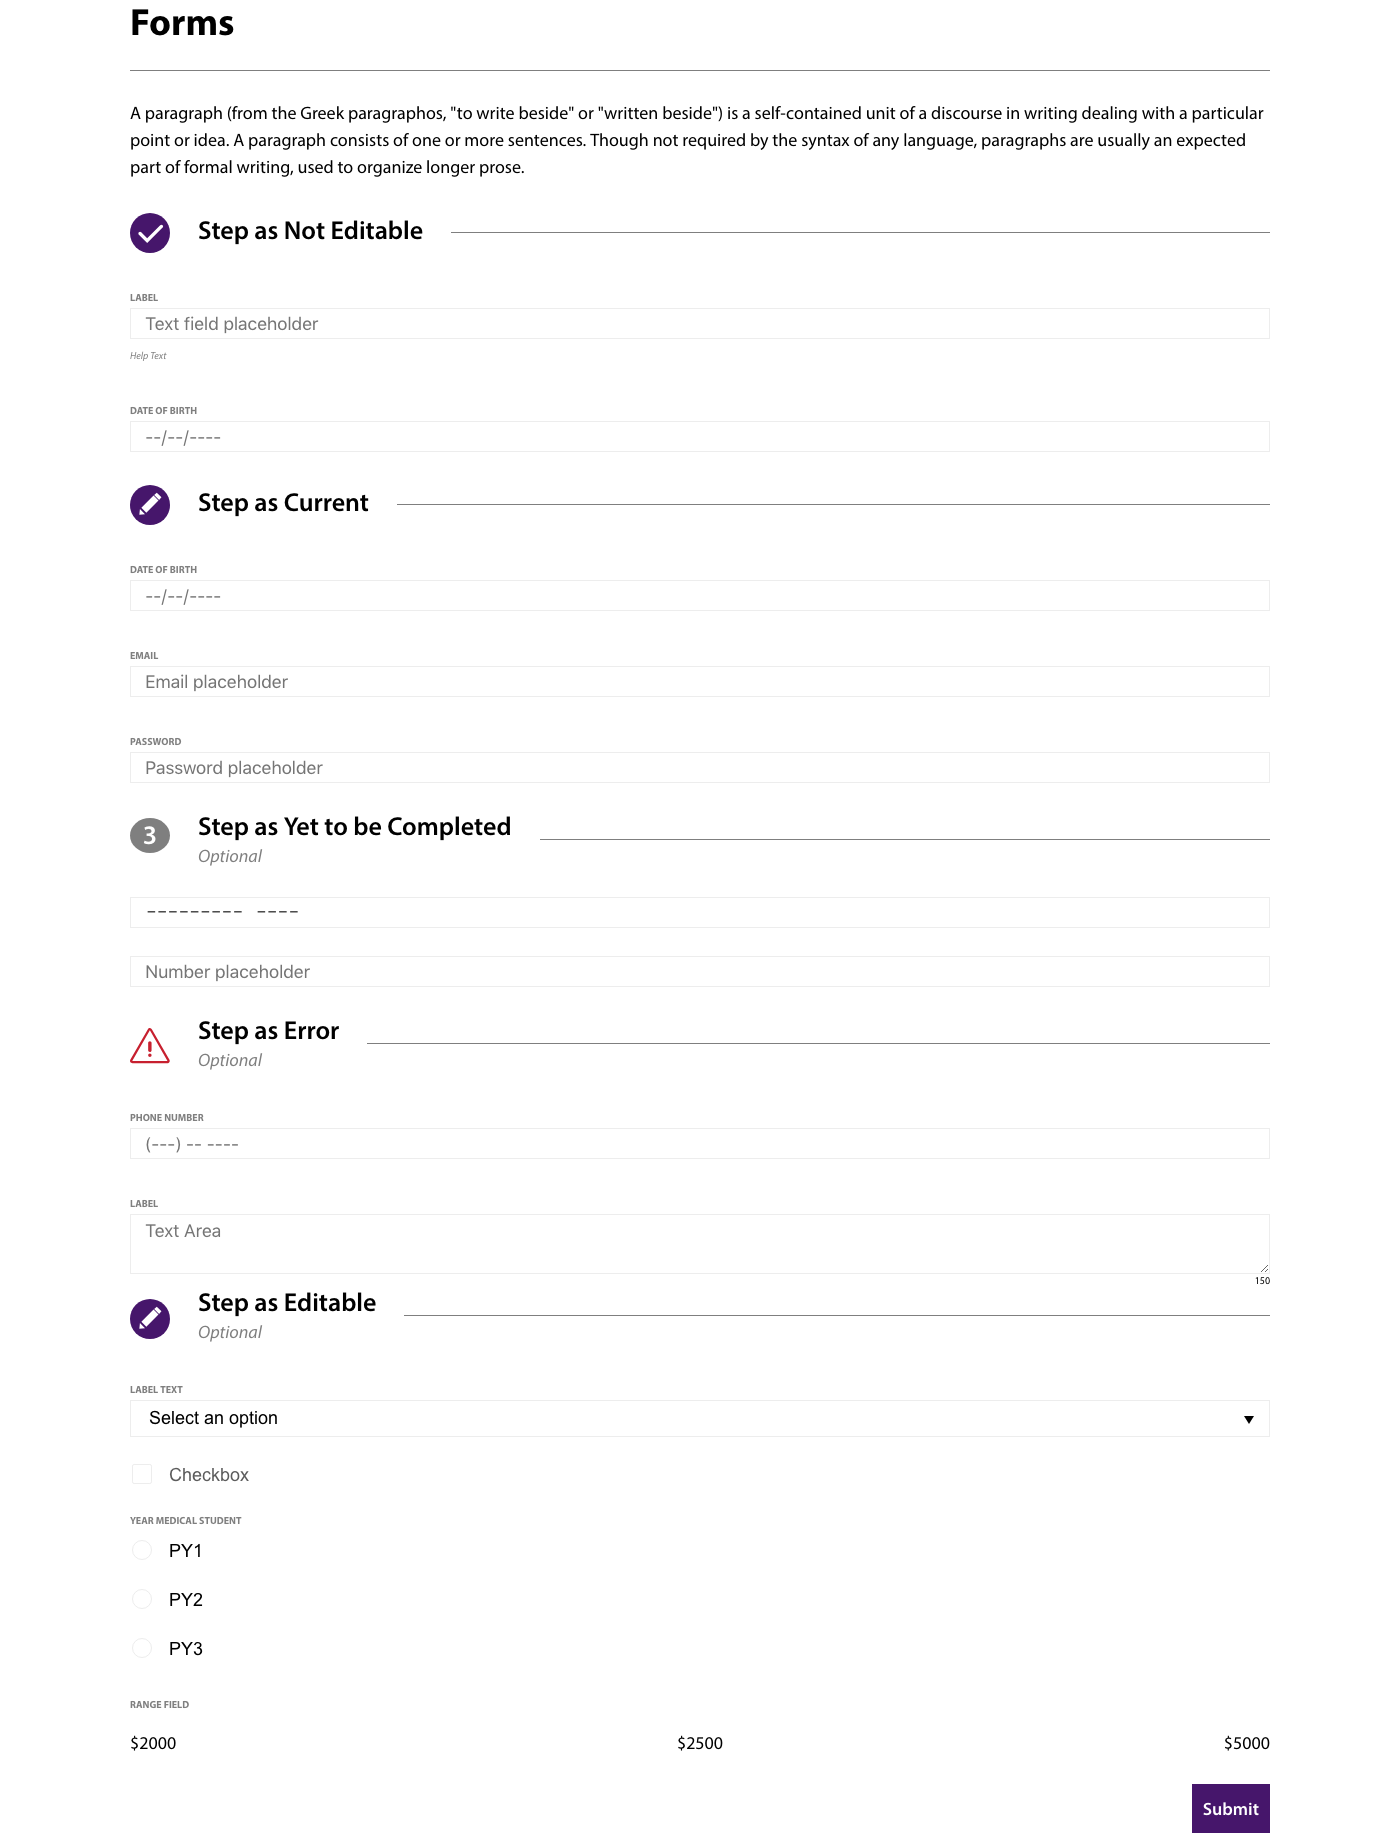 Forms
A paragraph (from the Greek paragraphos, "to write beside" or "written beside") is a self-contained unit of a discourse in writing dealing with a particular
point or idea. A paragraph consists of one or more sentences. Though not required by the syntax of any language, paragraphs are usually an expected
part of formal writing, used to organize longer prose.
Step as Not Editable
LABEL
Text field placeholder
Help Text
DATE OF BIRTH
--/--/----
Step as Current
DATE OF BIRTH
--/--/----
EMAIL
Email placeholder
PASSWORD
Password placeholder
3 Step as Yet to be Completed
Optional
--------- ----
Number placeholder
Step as Error
Optional
PHONE NUMBER
(---) -- ----
LABEL
Text Area
150
Step as Editable
Optional
LABEL TEXT
Select an option
Checkbox
YEAR MEDICAL STUDENT
PY1
PY2
PY3
RANGE FIELD
$2000 $2500 $5000
Submit